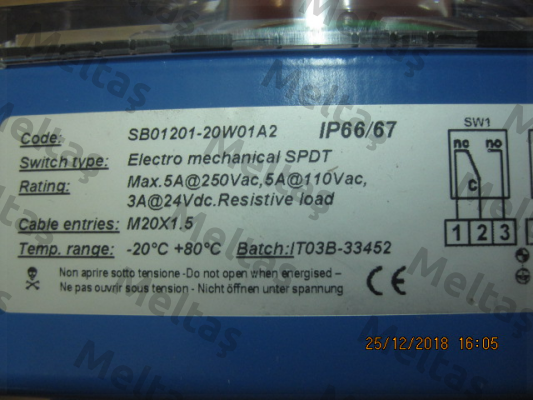 Code: SB01201-20W01A2 IP66/67
Switch type: Electro mechanical SPDT
Rating: Max.5A@250Vac,5A@110Vac,
3A@24Vdc.Resistive load
Cable entries: M20X1.5
Temp. range: -20°C +80°C Batch:IT03B-33452
Non aprire sotto tensione-Do not open when energised–
Ne pas ouvrir sous tension - Nicht öffnen unter spannung
CE
SW1
nc no
C
1 2 3
25/12/2018 16:05
Meltaş